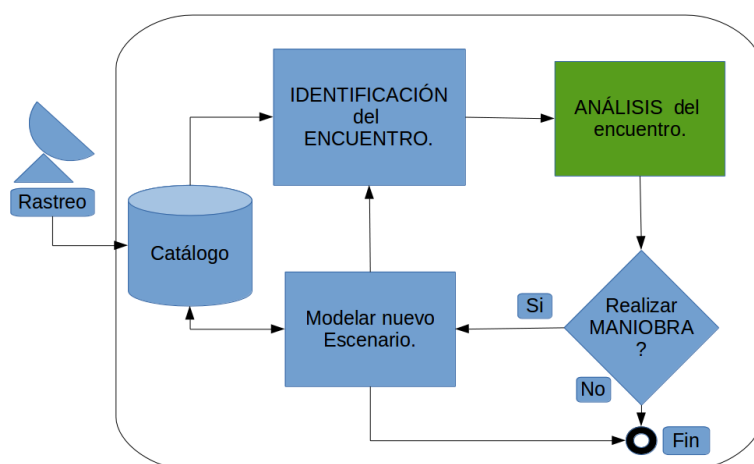 IDENTIFICACIÓN
del
ENCUENTRO.
ANÁLISIS del
encuentro.
Rastreo
Catálogo
Modelar nuevo
Escenario.
Si
Realizar
MANIOBRA
?
No
Fin